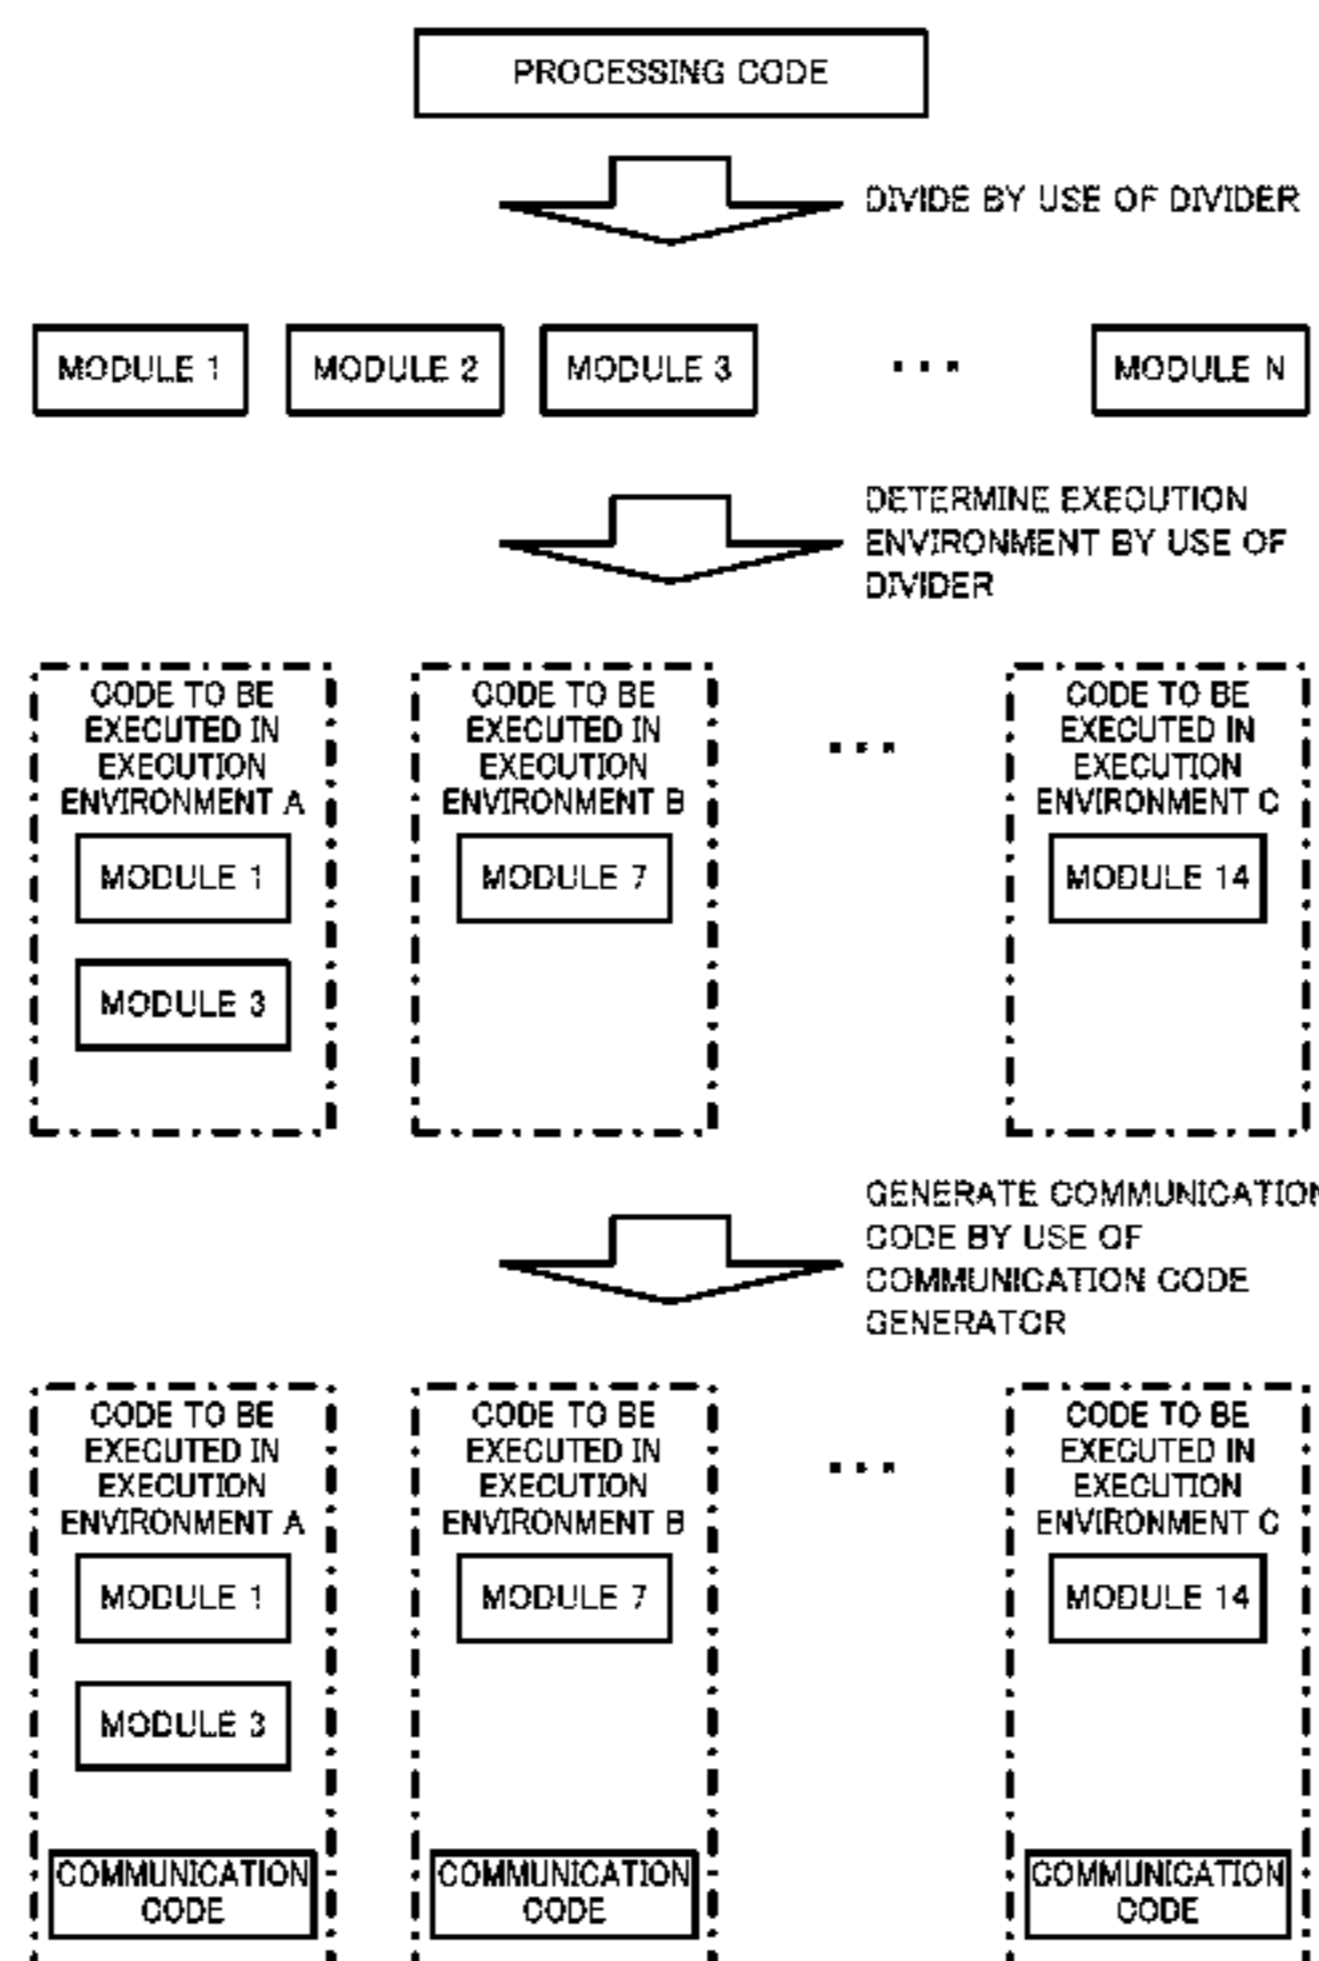 PROCESSING CODE
DIVIDE BY USE OF DIVIDER
MODULE 1
MODULE 2
MODULE 3
...
MODULE N
DETERMINE EXECUTION
ENVIRONMENT BY USE OF
DIVIDER
CODE TO BE
EXECUTED IN
EXECUTION
ENVIRONMENT A
MODULE 1
MODULE 3
CODE TO BE
EXECUTED IN
EXECUTION
ENVIRONMENT B
MODULE 7
...
CODE TO BE
EXECUTED IN
EXECUTION
ENVIRONMENT C
MODULE 14
GENERATE COMMUNICATION
CODE BY USE OF
COMMUNICATION CODE
GENERATOR
CODE TO BE
EXECUTED IN
EXECUTION
ENVIRONMENT A
MODULE 1
MODULE 3
COMMUNICATION
CODE
CODE TO BE
EXECUTED IN
EXECUTION
ENVIRONMENT B
MODULE 7
COMMUNICATION
CODE
...
CODE TO BE
EXECUTED IN
EXECUTION
ENVIRONMENT C
MODULE 14
COMMUNICATION
CODE